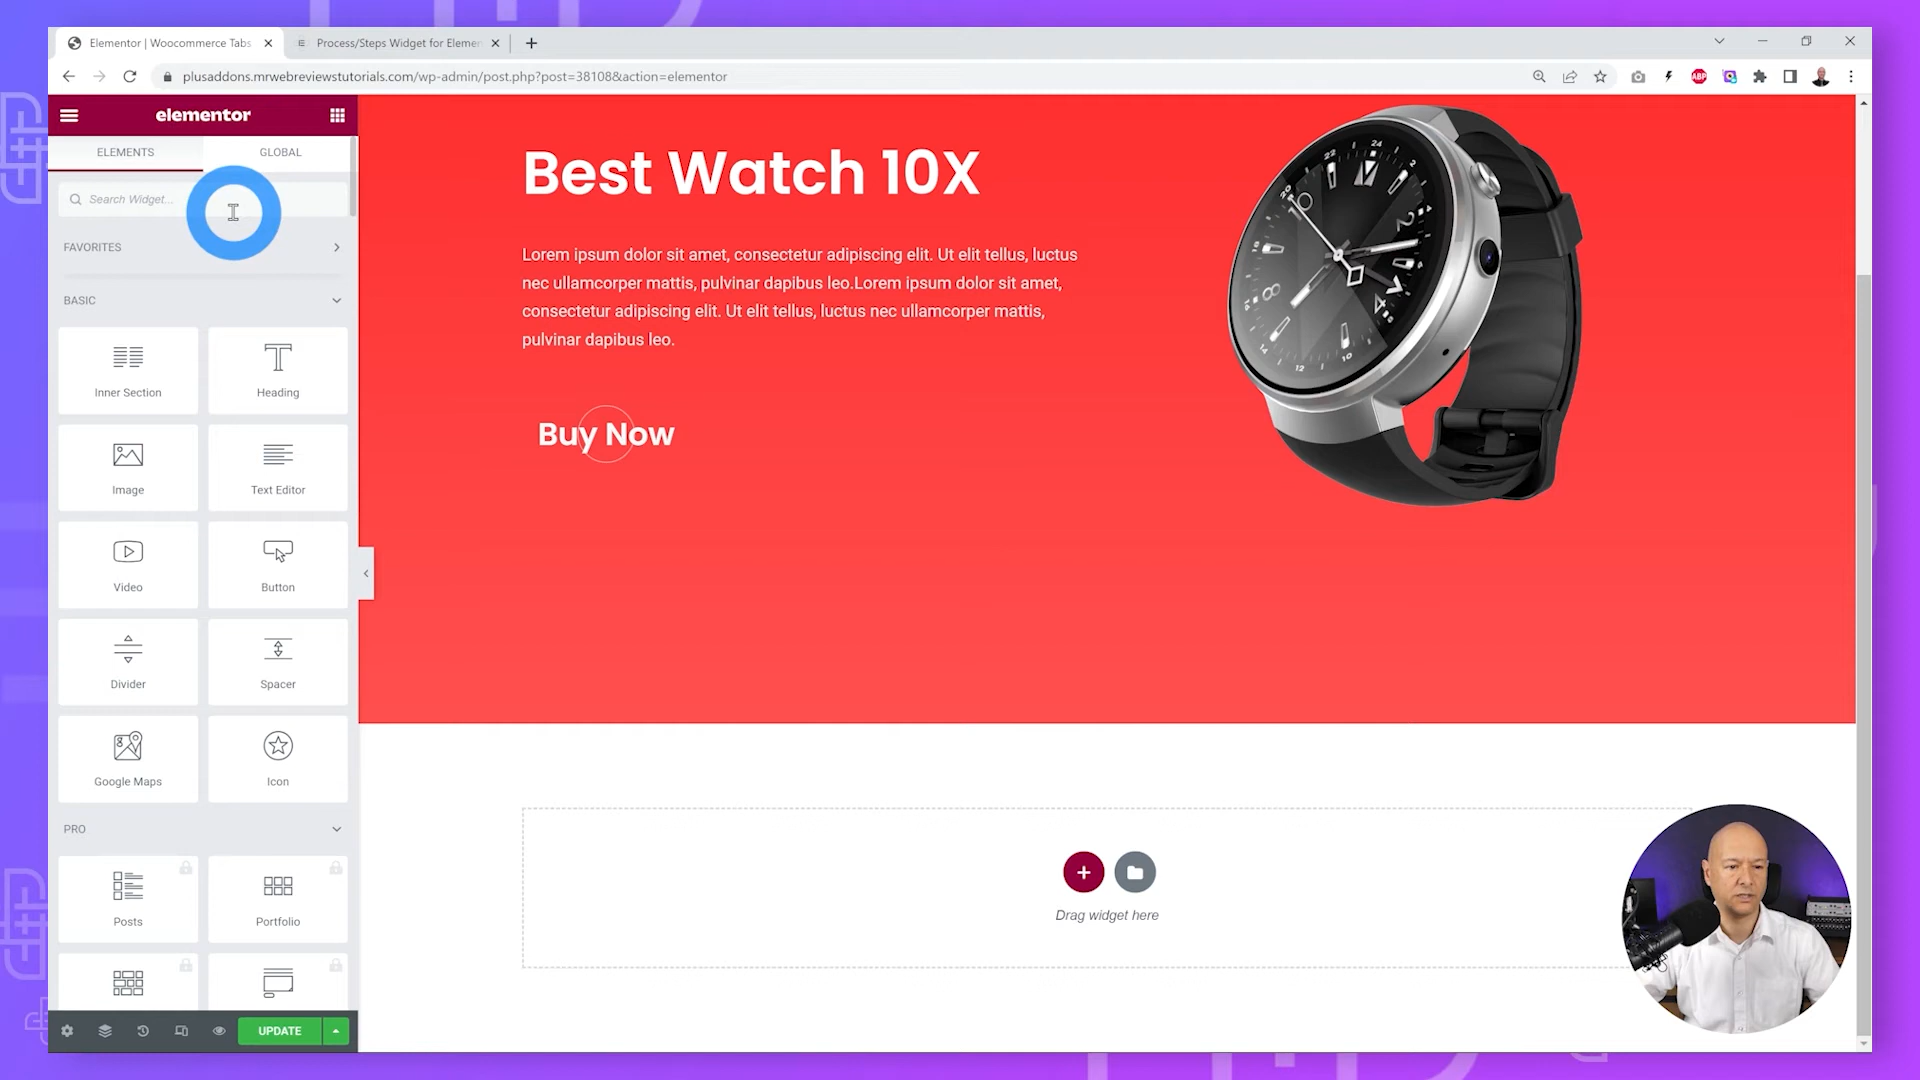 Elementor | Woocommerce Tabs
Process/Steps Widget for Elemen
plusaddons.mrwebreviewstutorials.com/wp-admin/post.php?post=38108&action=elementor
ABP
elementor
ELEMENTS
GLOBAL
Search Widget...
FAVORITES
BASIC
Inner Section
Heading
Image
Text Editor
Video
Button
Divider
Spacer
Google Maps
Icon
PRO
Posts
Portfolio
UPDATE
Best Watch 10X
Lorem ipsum dolor sit amet, consectetur adipiscing elit. Ut elit tellus, luctus
nec ullamcorper mattis, pulvinar dapibus leo.Lorem ipsum dolor sit amet,
consectetur adipiscing elit. Ut elit tellus, luctus nec ullamcorper mattis,
pulvinar dapibus leo.
Buy Now
Drag widget here